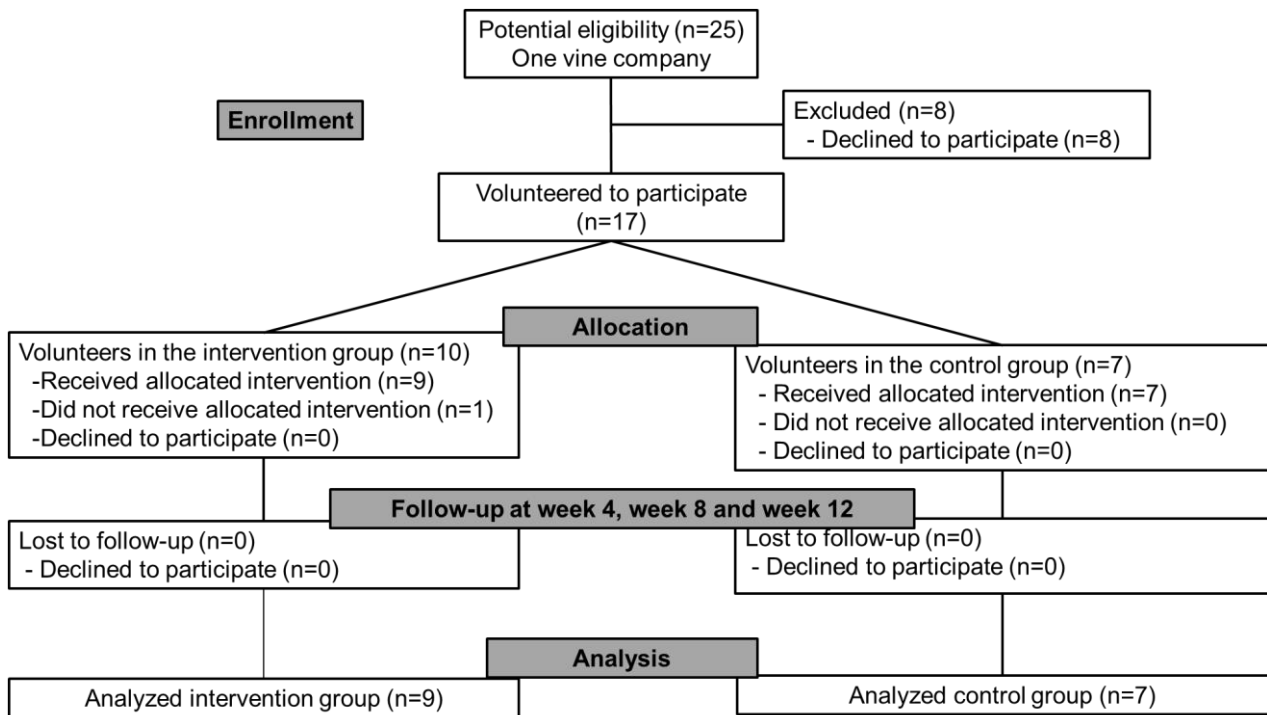 Potential eligibility (n=25)
One vine company
Enrollment
Excluded (n=8)
- Declined to participate (n=8)
Volunteered to participate
(n=17)
Allocation
Volunteers in the intervention group (n=10)
-Received allocated intervention (n=9)
-Did not receive allocated intervention (n=1)
-Declined to participate (n=0)
Volunteers in the control group (n=7)
- Received allocated intervention (n=7)
- Did not receive allocated intervention (n=0)
- Declined to participate (n=0)
Follow-up at week 4, week 8 and week 12
Lost to follow-up (n=0)
- Declined to participate (n=0)
Lost to follow-up (n=0)
- Declined to participate (n=0)
Analysis
Analyzed intervention group (n=9)
Analyzed control group (n=7)